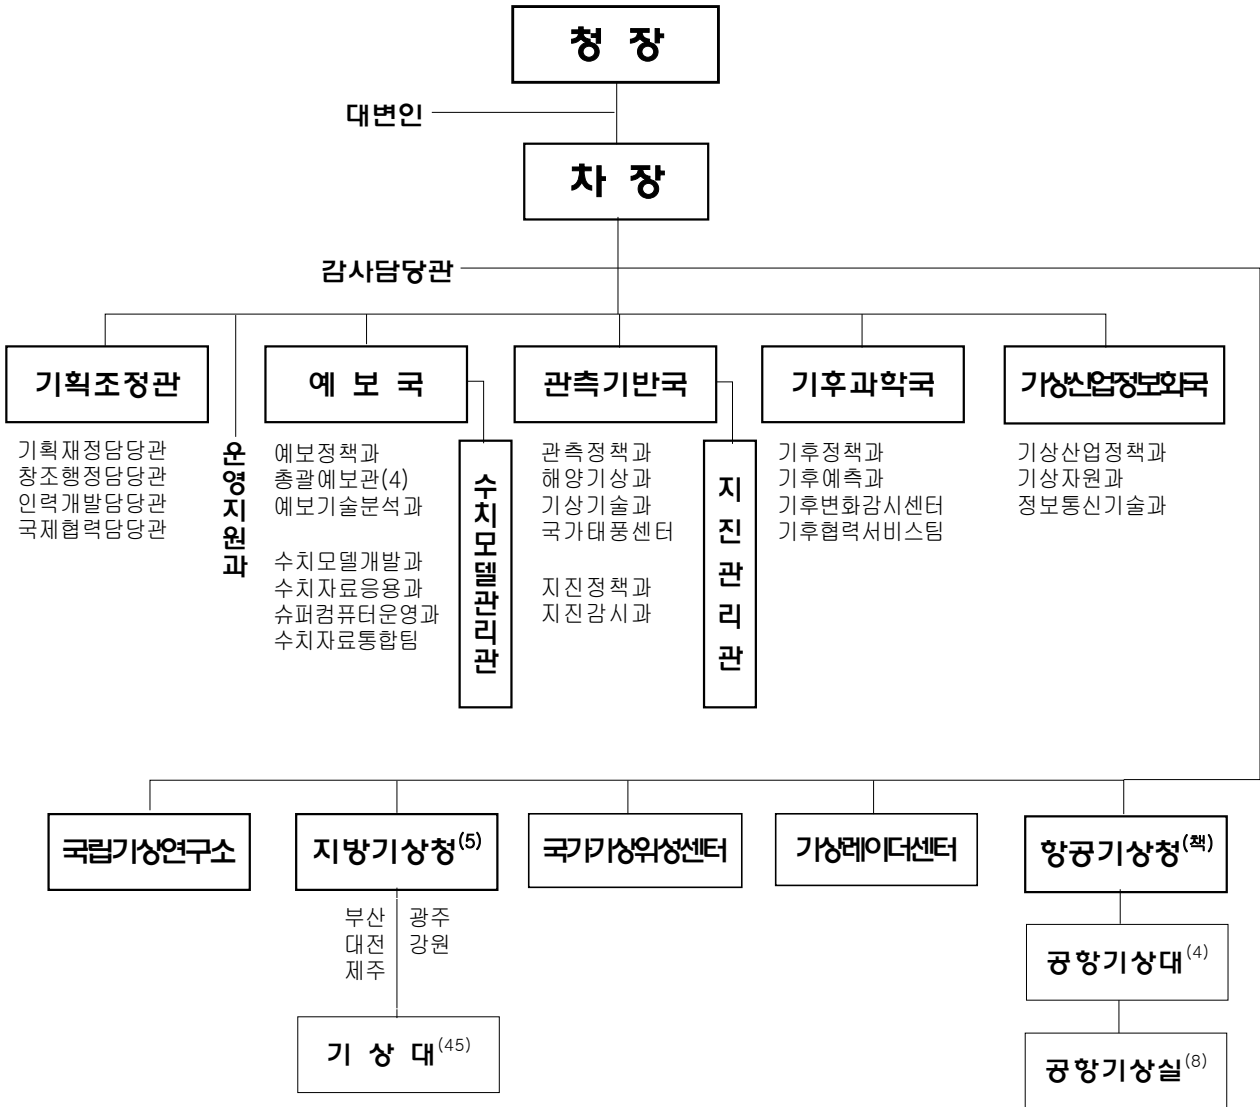 청 장
대변인
차 장
감사담당관
기획조정관
기획재정담당관
창조행정담당관
인력개발담당관
국제협력담당관
운영지원과
예 보 국
예보정책과
총괄예보관(4)
예보기술분석과
수치모델개발과
수치자료응용과
슈퍼컴퓨터운영과
수치자료통합팀
수치모델관리관
관측기반국
관측정책과
해양기상과
기상기술과
국가태풍센터
지진정책과
지진감시과
지진관리관
기후과학국
기후정책과
기후예측과
기후변화감시센터
기후협력서비스팀
기상산업정보화국
기상산업정책과
기상자원과
정보통신기술과
국립기상연구소
지방기상청(5)
부산 광주
대전 강원
제주
기 상 대(45)
국가기상위성센터
기상레이더센터
항공기상청(책)
공항기상대(4)
공항기상실(8)